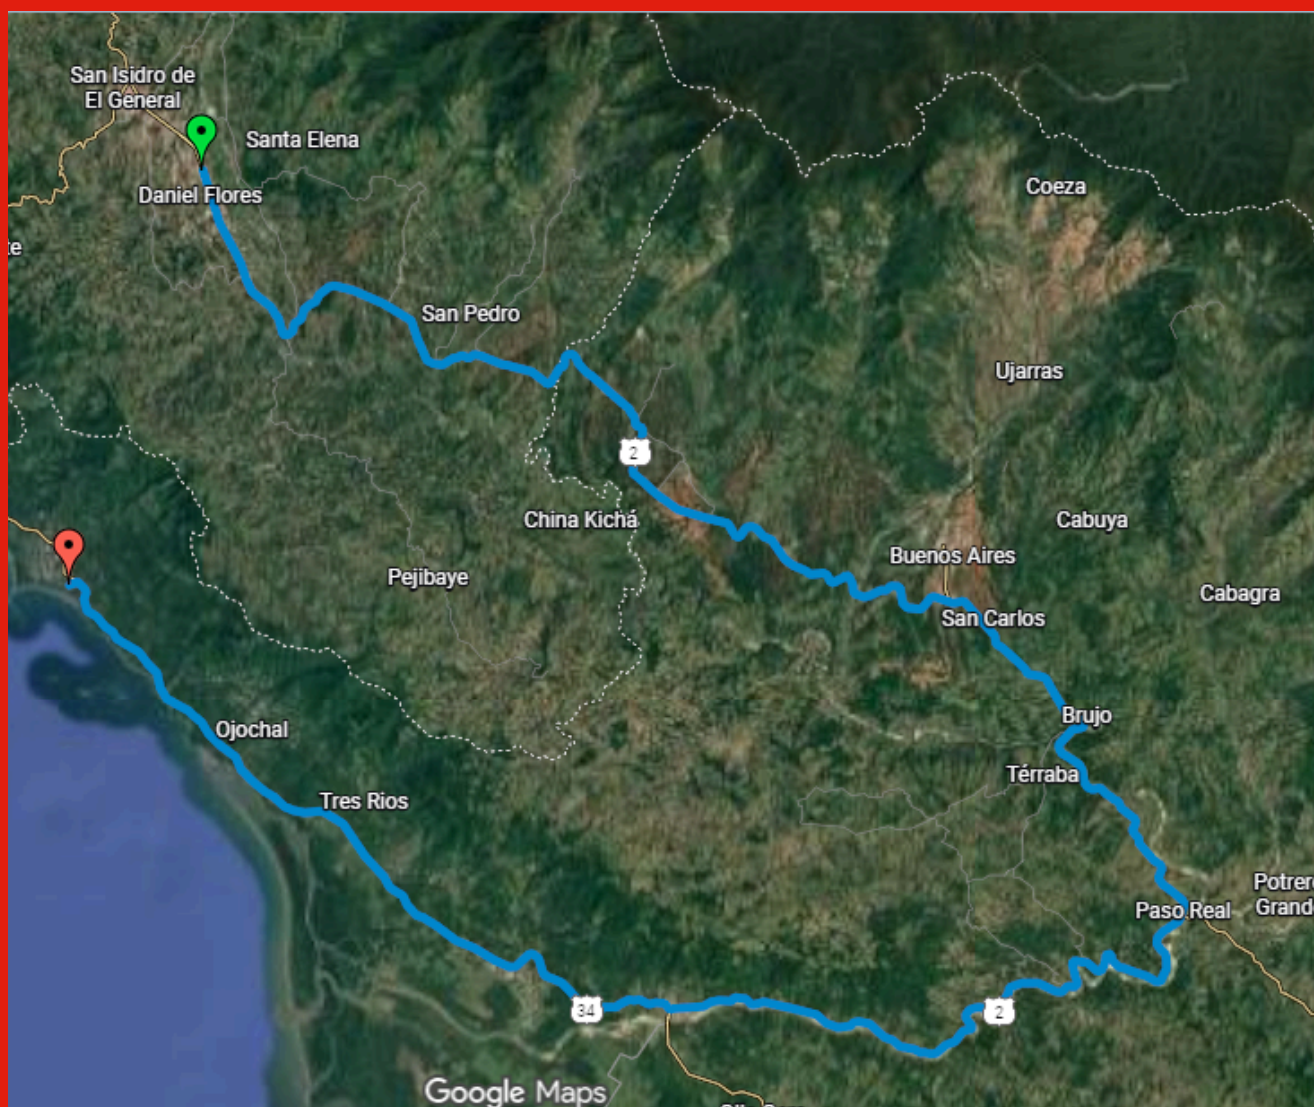 San Isidro de
El General
Santa Elena
Daniel Flores
Coeza
te
San Pedro
Ujarras
2
China Kichá
Cabuya
Buenos Aires
Pejibaye
Cabagra
San Carlos
Brujo
Ojochal
Térraba
Tres Rios
Potrer
Grand
Paso Real
34
2
Google Maps